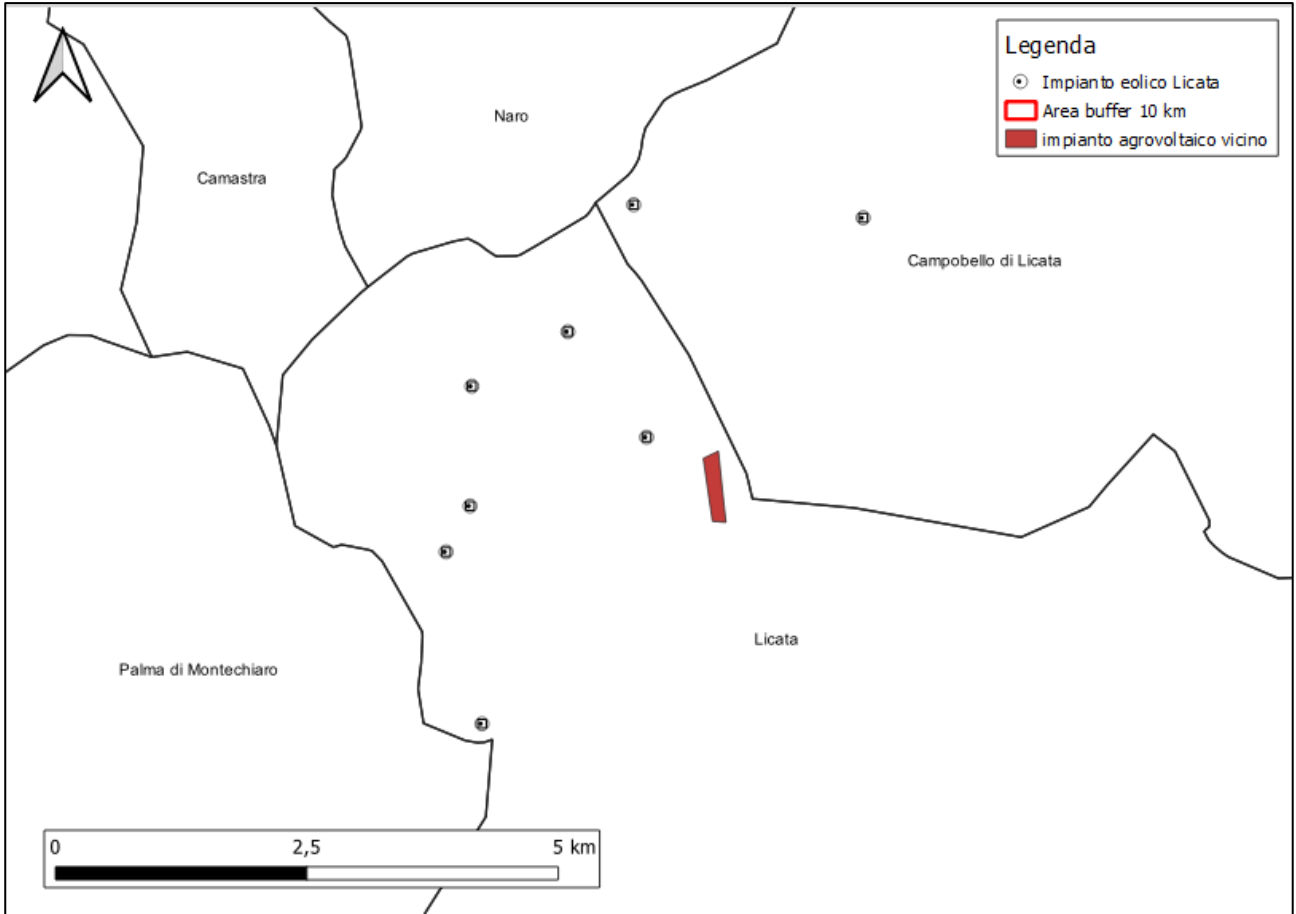 Legenda
Impianto eolico Licata
Area buffer 10 km
impianto agrovoltaico vicino
Naro
Camastra
Campobello di Licata
Licata
Palma di Montechiaro
0 2,5 5 km